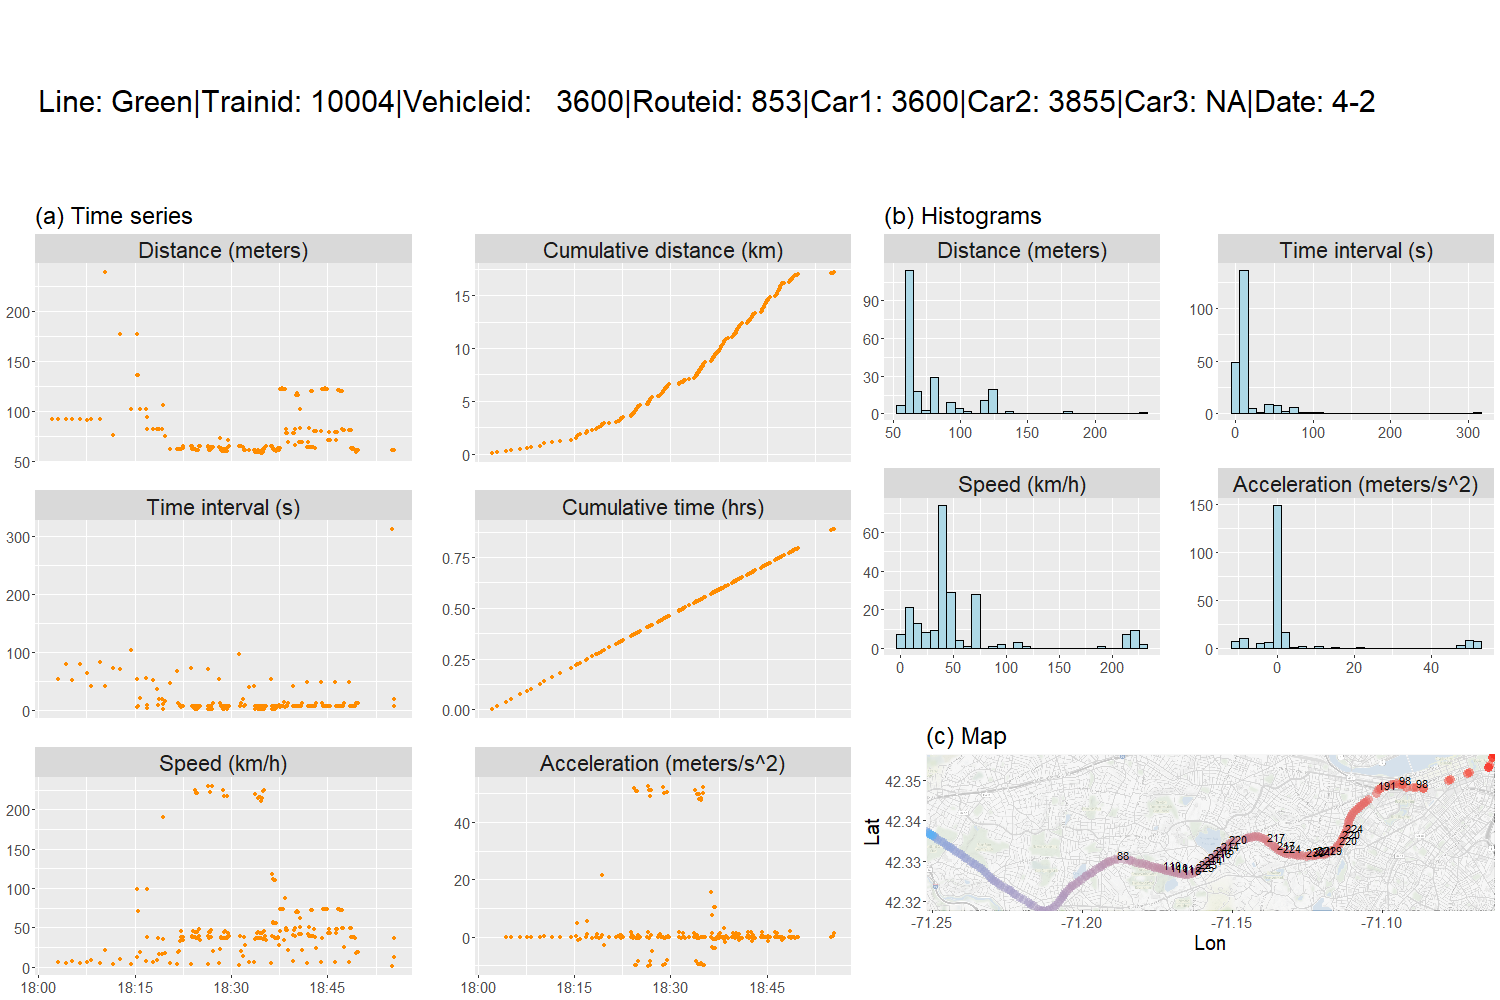 Line: Green|Trainid: 10004|Vehicleid:   3600|Routeid: 853|Car1: 3600|Car2: 3855|Car3: NA|Date: 4-2
(a) Time series
Distance (meters)
200
150
100
50
Cumulative distance (km)
15
10
5
0
Time interval (s)
300
200
100
0
Cumulative time (hrs)
0.75
0.50
0.25
0.00
Speed (km/h)
200
150
100
50
0
18:00 18:15 18:30 18:45
Acceleration (meters/s^2)
40
20
0
18:00 18:15 18:30 18:45
(b) Histograms
Distance (meters)
90
60
30
0
50 100 150 200
Time interval (s)
100
50
0
0 100 200 300
Speed (km/h)
60
40
20
0
0 50 100 150 200
Acceleration (meters/s^2)
150
100
50
0
0 20 40
(c) Map
Lat
42.35
42.34
42.33
42.32
191 98 98
224
220
220
217
224
220
88
-71.25 -71.20 -71.15 -71.10
Lon